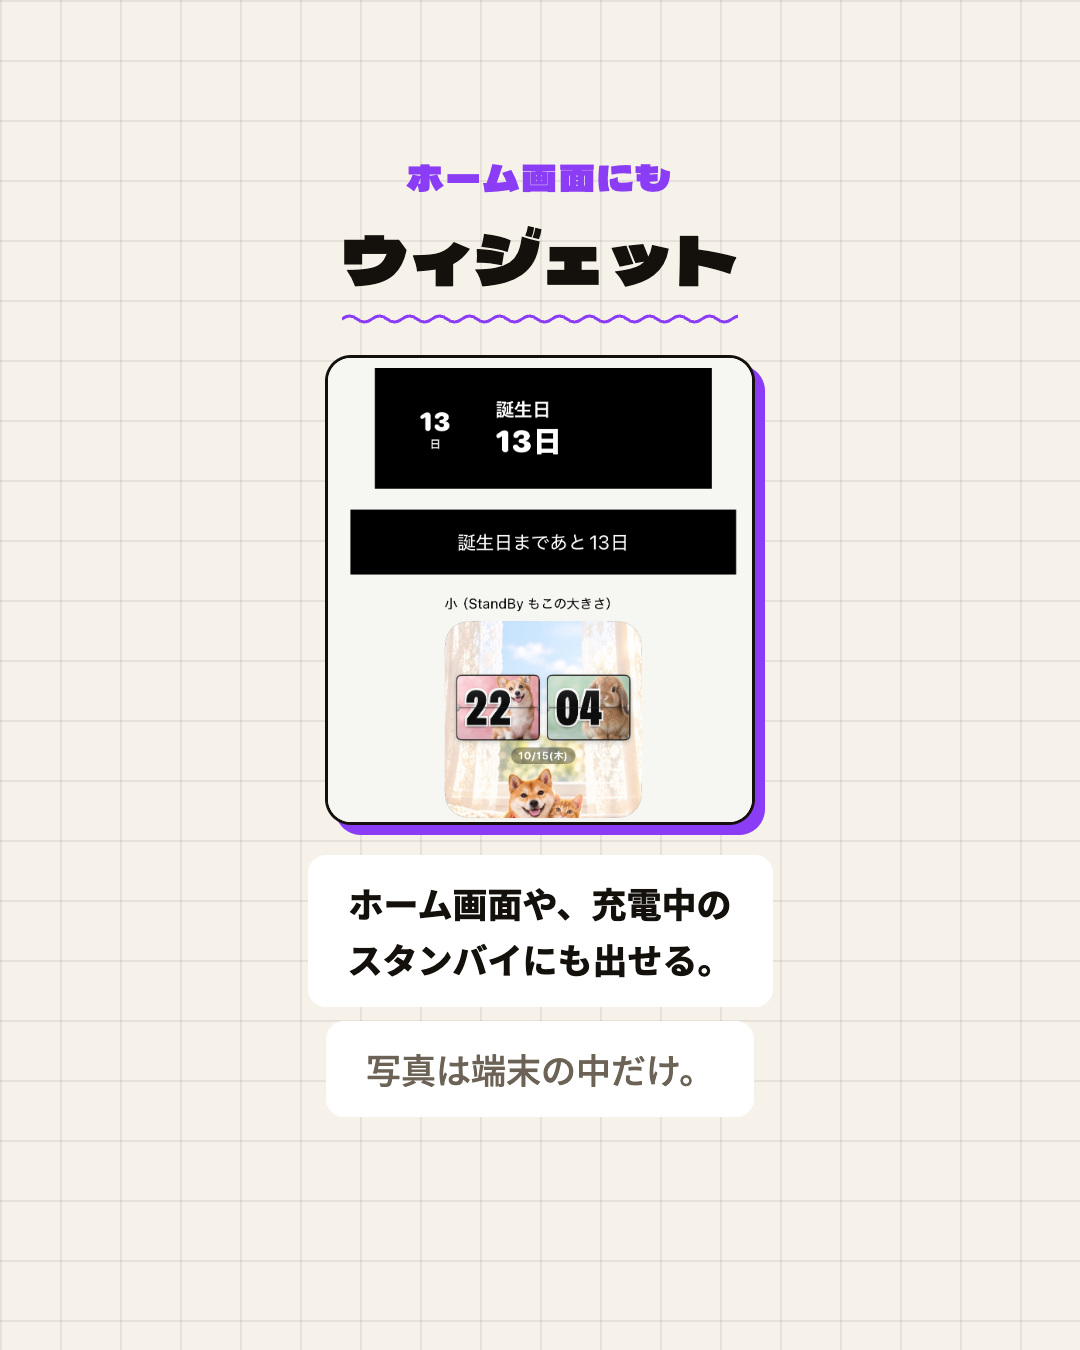 ホーム画面にも
ウィジェット
13
日
誕生日
13日
誕生日まであと13日
小（StandBy もこの大きさ）
22 04
10/15(木)
ホーム画面や、充電中の
スタンバイにも出せる。
写真は端末の中だけ。